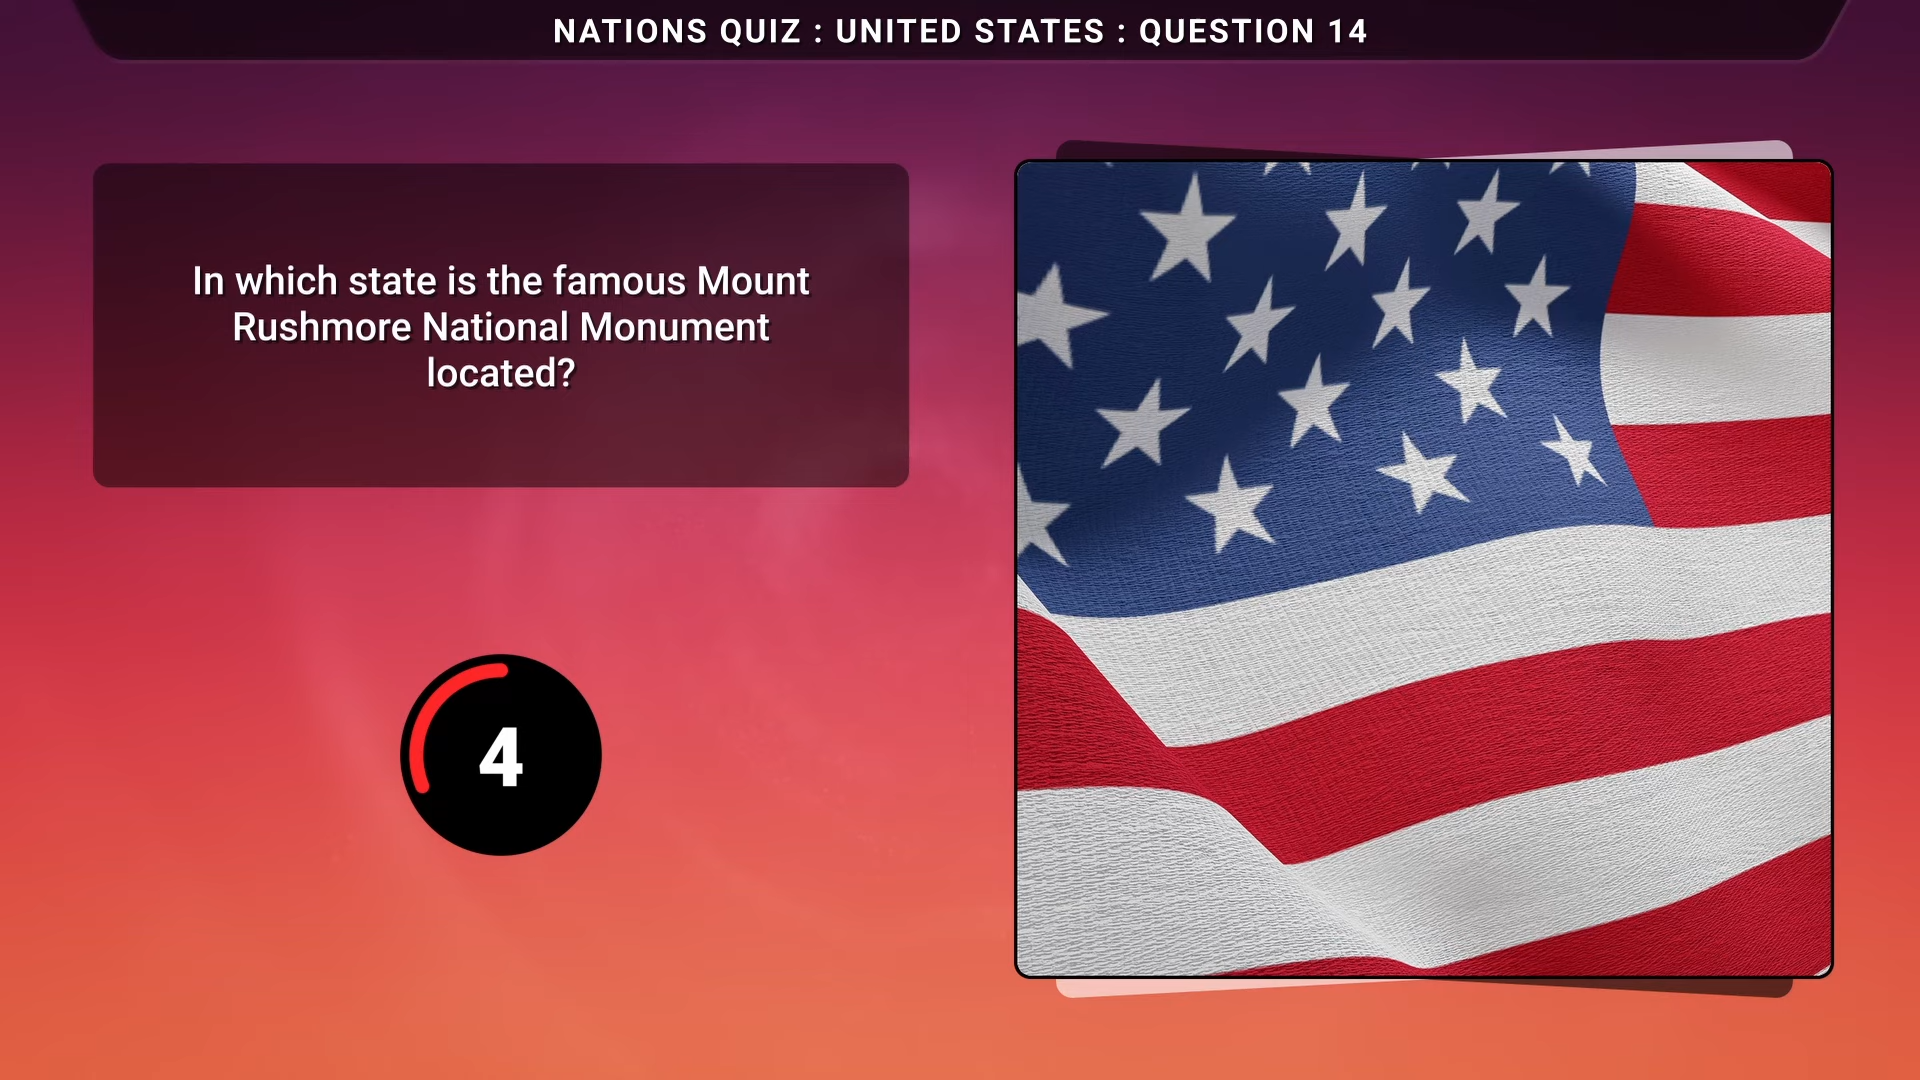 NATIONS QUIZ : UNITED STATES : QUESTION 14
In which state is the famous Mount
Rushmore National Monument
located?
4